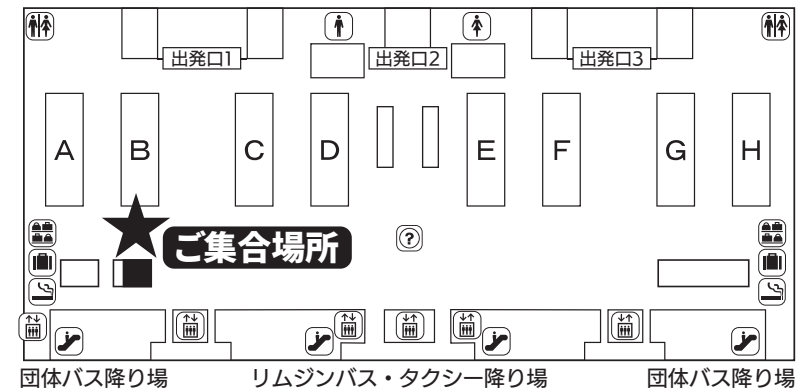 出発口1
出発口2
出発口3
A
B
C
D
E
F
G
H
ご集合場所
?
団体バス降り場
リムジンバス・タクシー降り場
団体バス降り場